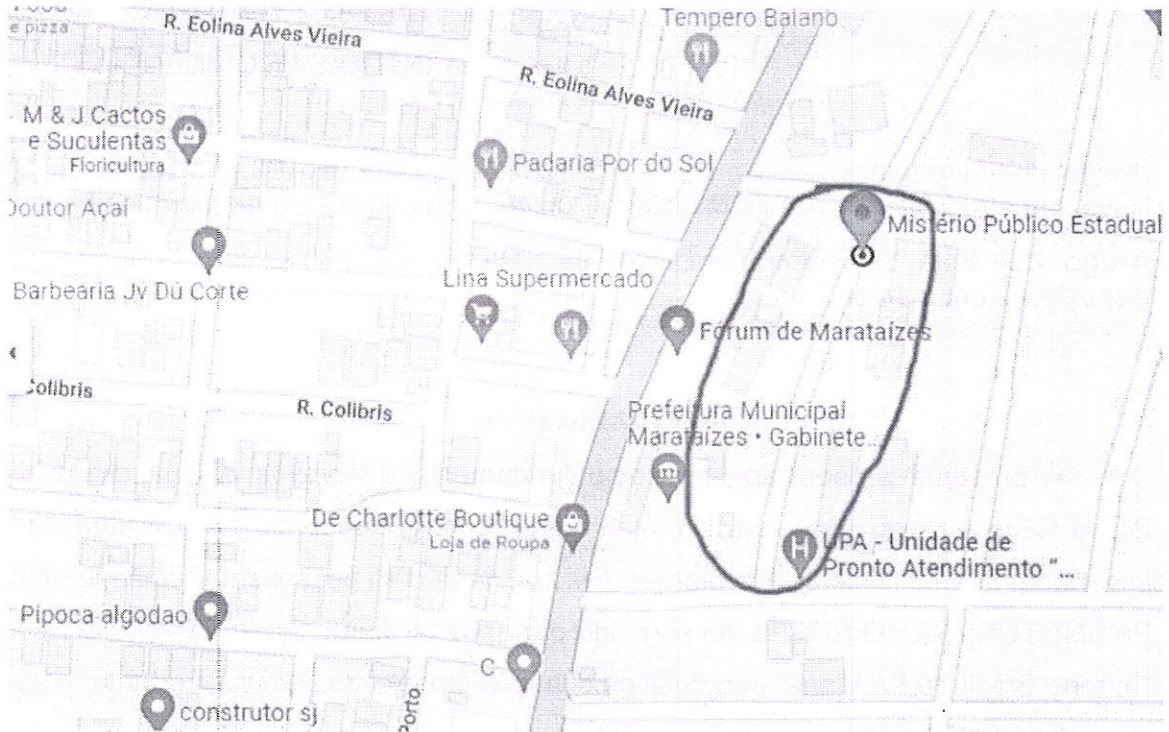 e pizza
R. Eolina Alves Vieira
Tempero Baiano
R. Eolina Alves Vieira
M & J Cactos
e Suculentas
Floricultura
Padaria Por do Sol
Doutor Açaí
Mistério Público Estadual
Barbearia Jv Dú Corte
Lina Supermercado
Fórum de Marataízes
Colibris
R. Colibris
Prefeitura Municipal
Marataízes • Gabinete...
De Charlotte Boutique
Loja de Roupa
UPA - Unidade de
Pronto Atendimento "...
Pipoca algodao
C
construtor sj
Porto